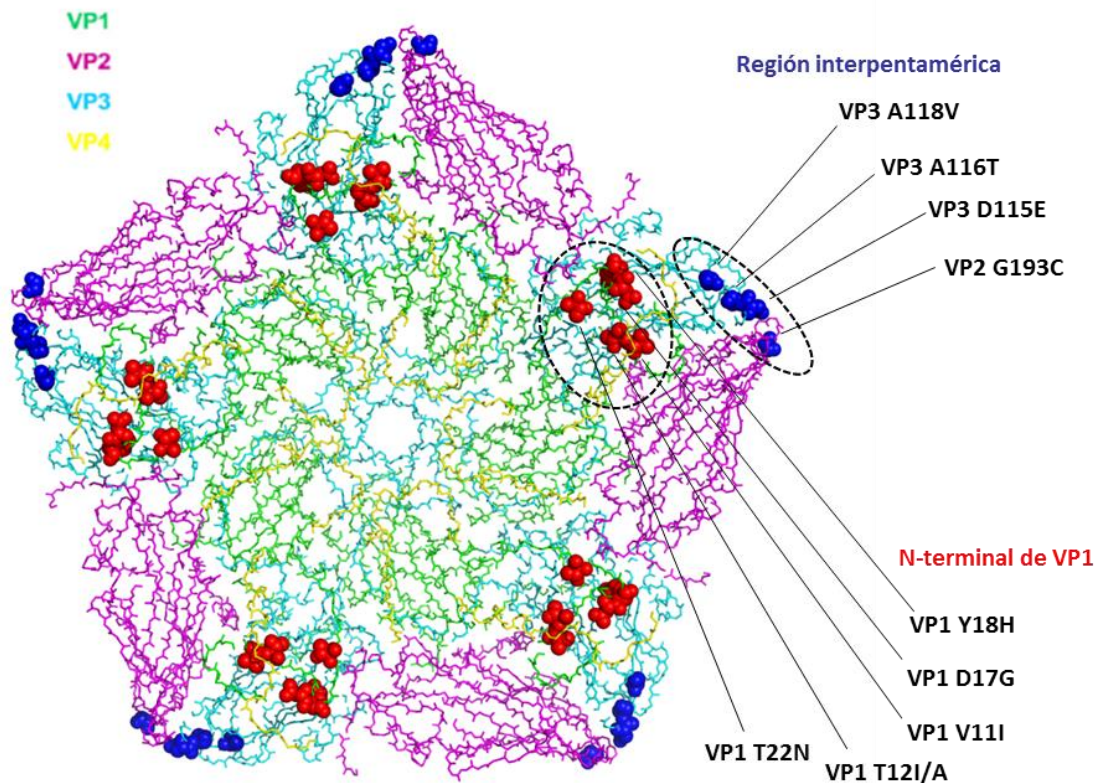 VP1
VP2
VP3
VP4
Región interpentamérica
VP3 A118V
VP3 A116T
VP3 D115E
VP2 G193C
N-terminal de VP1
VP1 Y18H
VP1 D17G
VP1 V11I
VP1 T22N
VP1 T12I/A